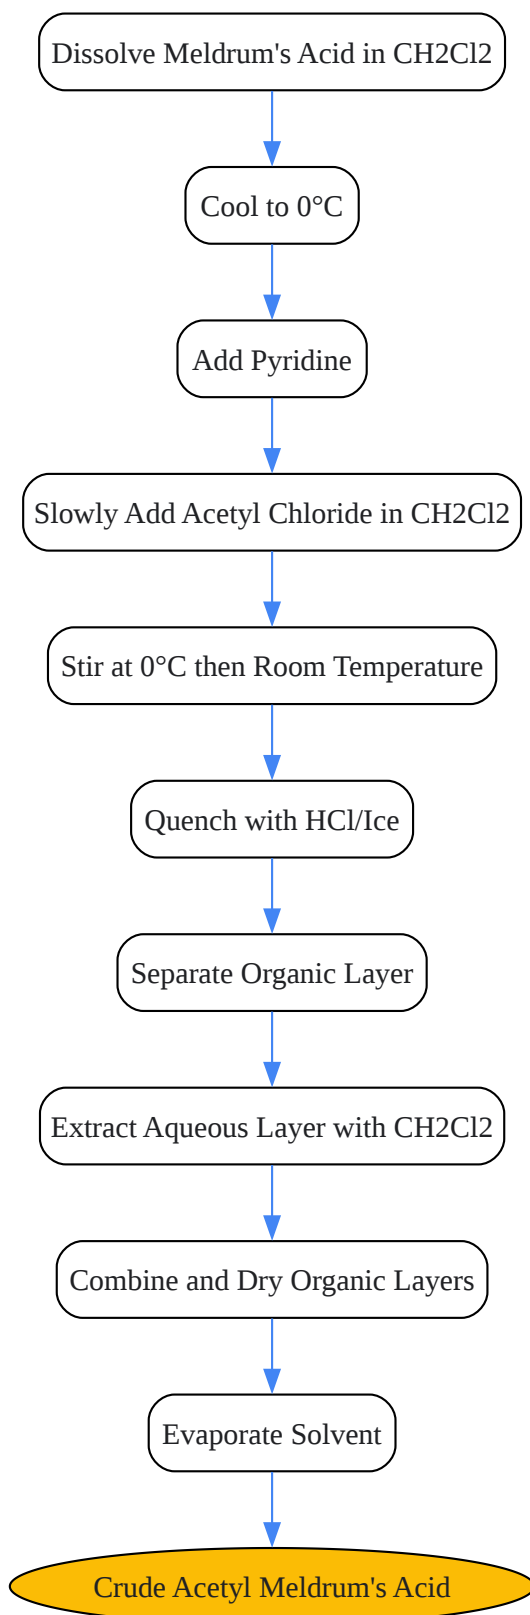 Dissolve Meldrum's Acid in CH2Cl2
Cool to 0°C
Add Pyridine
Slowly Add Acetyl Chloride in CH2Cl2
Stir at 0°C then Room Temperature
Quench with HCl/Ice
Separate Organic Layer
Extract Aqueous Layer with CH2Cl2
Combine and Dry Organic Layers
Evaporate Solvent
Crude Acetyl Meldrum's Acid